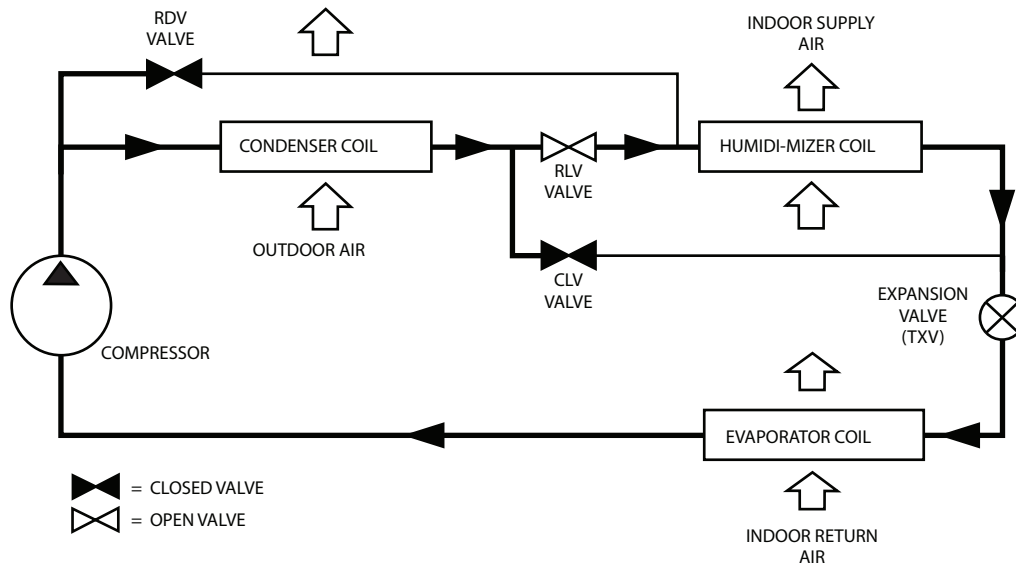 RDV
VALVE
INDOOR SUPPLY
AIR
CONDENSER COIL
HUMIDI-MIZER COIL
RLV
VALVE
OUTDOOR AIR
CLV
VALVE
EXPANSION
VALVE
(TXV)
COMPRESSOR
EVAPORATOR COIL
= CLOSED VALVE
= OPEN VALVE
INDOOR RETURN
AIR